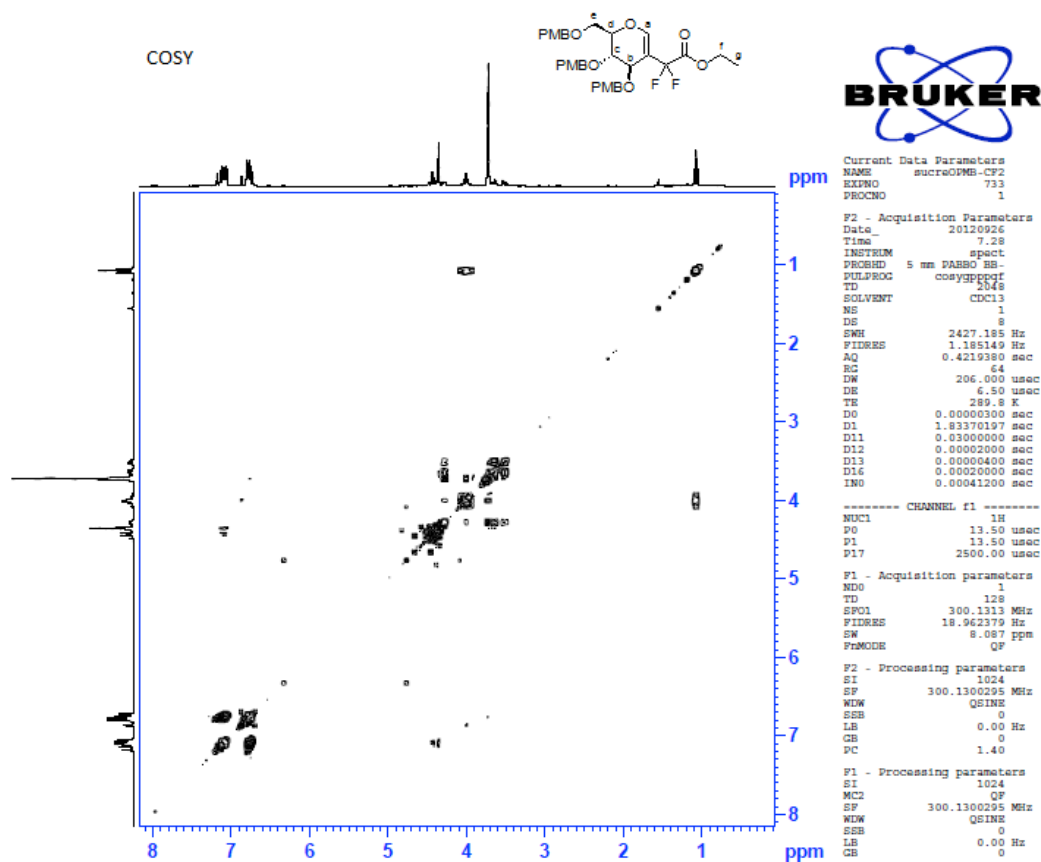 COSY
e
d
O
a
PMBO
c
b
PMBO
PMBO
F
F
O
O
f
g
BRUKER
ppm
1
2
3
4
5
6
7
8
8 7 6 5 4 3 2 1 ppm
Current Data Parameters
NAME sucreOPMB-CF2
EXPNO 733
PROCNO 1
F2 - Acquisition Parameters
Date_ 20120926
Time 7.28
INSTRUM spect
PROBHD 5 mm PABBO BB-
PULPROG cosygpppqf
TD 2048
SOLVENT CDCl3
NS 1
DS 8
SWH 2427.185 Hz
FIDRES 1.185149 Hz
AQ 0.4219380 sec
RG 64
DW 206.000 usec
DE 6.50 usec
TE 289.8 K
D0 0.00000300 sec
D1 1.83370197 sec
D11 0.03000000 sec
D12 0.00002000 sec
D13 0.00000400 sec
D16 0.00020000 sec
IN0 0.00041200 sec
======== CHANNEL f1 ========
NUC1 1H
P0 13.50 usec
P1 13.50 usec
P17 2500.00 usec
F1 - Acquisition parameters
ND0 1
TD 128
SFO1 300.1313 MHz
FIDRES 18.962379 Hz
SW 8.087 ppm
FnMODE QF
F2 - Processing parameters
SI 1024
SF 300.1300295 MHz
WDW QSINE
SSB 0
LB 0.00 Hz
GB 0
PC 1.40
F1 - Processing parameters
SI 1024
MC2 QF
SF 300.1300295 MHz
WDW QSINE
SSB 0
LB 0.00 Hz
GB 0